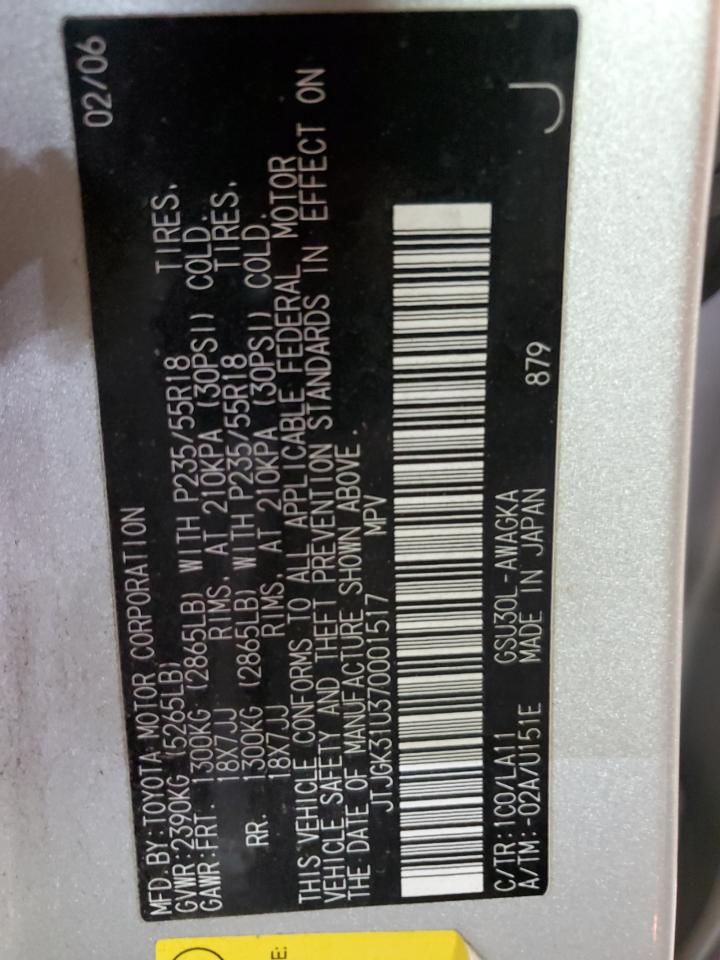 MFD. BY: TOYOTA MOTOR CORPORATION 02/06
GVWR: 2390KG (5265LB)
GAWR: FRT. 1300KG (2865LB) WITH P235/55R18 TIRES,
18X7JJ RIMS, AT 210KPA (30PSI) COLD.
RR. 1300KG (2865LB) WITH P235/55R18 TIRES,
18X7JJ RIMS, AT 210KPA (30PSI) COLD.
THIS VEHICLE CONFORMS TO ALL APPLICABLE FEDERAL MOTOR
VEHICLE SAFETY AND THEFT PREVENTION STANDARDS IN EFFECT ON
THE DATE OF MANUFACTURE SHOWN ABOVE.
JTJGK31U370001517 MPV
C/TR: 1C0/LA11 GSU30L-AWAGKA 879 J
A/TM: -02A/U151E MADE IN JAPAN
E: